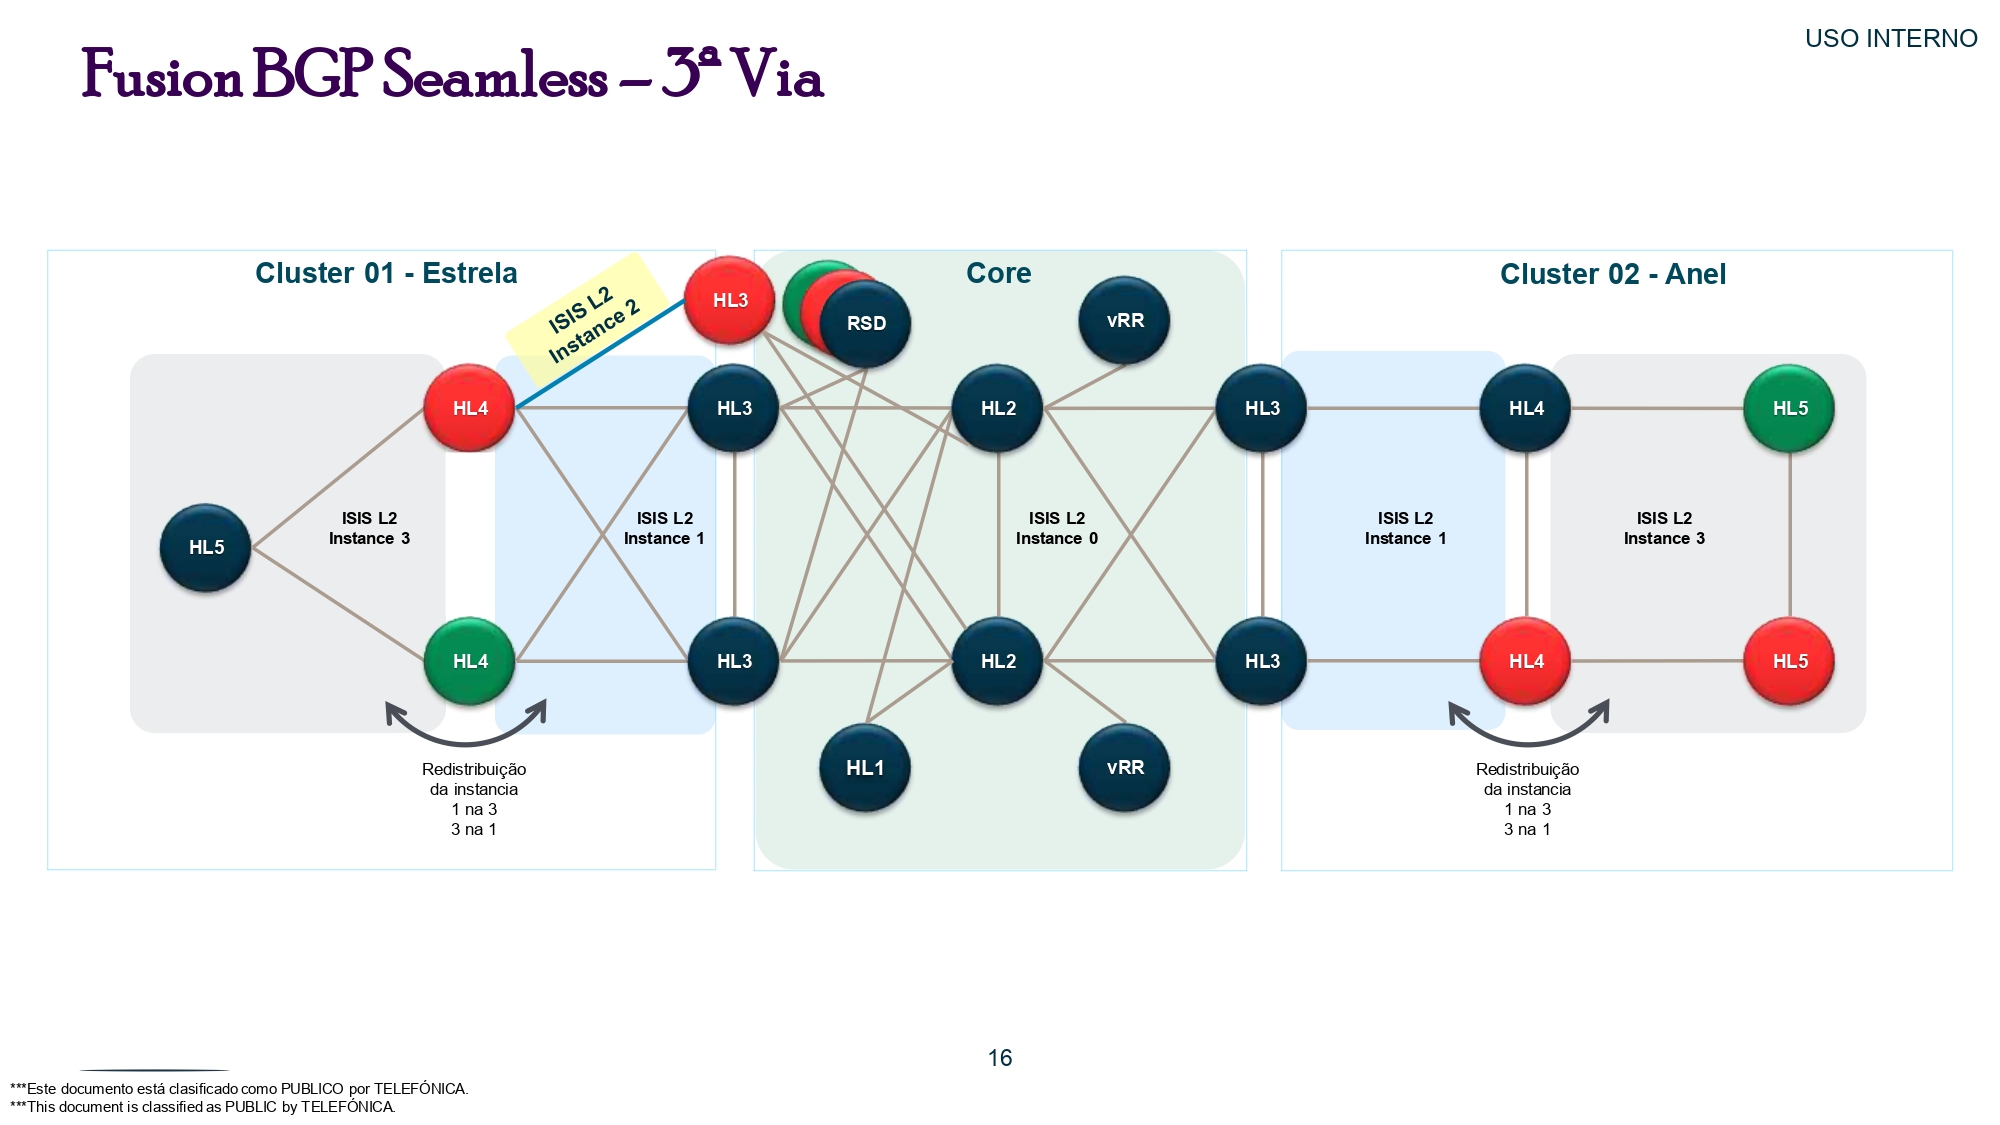 USO INTERNO
Fusion BGP Seamless – 3ª Via
Cluster 01 - Estrela
Core
Cluster 02 - Anel
ISIS L2
Instance 2
HL3
RSD
vRR
HL4
HL3
HL2
HL3
HL4
HL5
ISIS L2
Instance 3
ISIS L2
Instance 1
ISIS L2
Instance 0
ISIS L2
Instance 1
ISIS L2
Instance 3
HL5
HL4
HL3
HL2
HL3
HL4
HL5
HL1
vRR
Redistribuição
da instancia
1 na 3
3 na 1
Redistribuição
da instancia
1 na 3
3 na 1
16
***Este documento está clasificado como PUBLICO por TELEFÓNICA.
***This document is classified as PUBLIC by TELEFÓNICA.